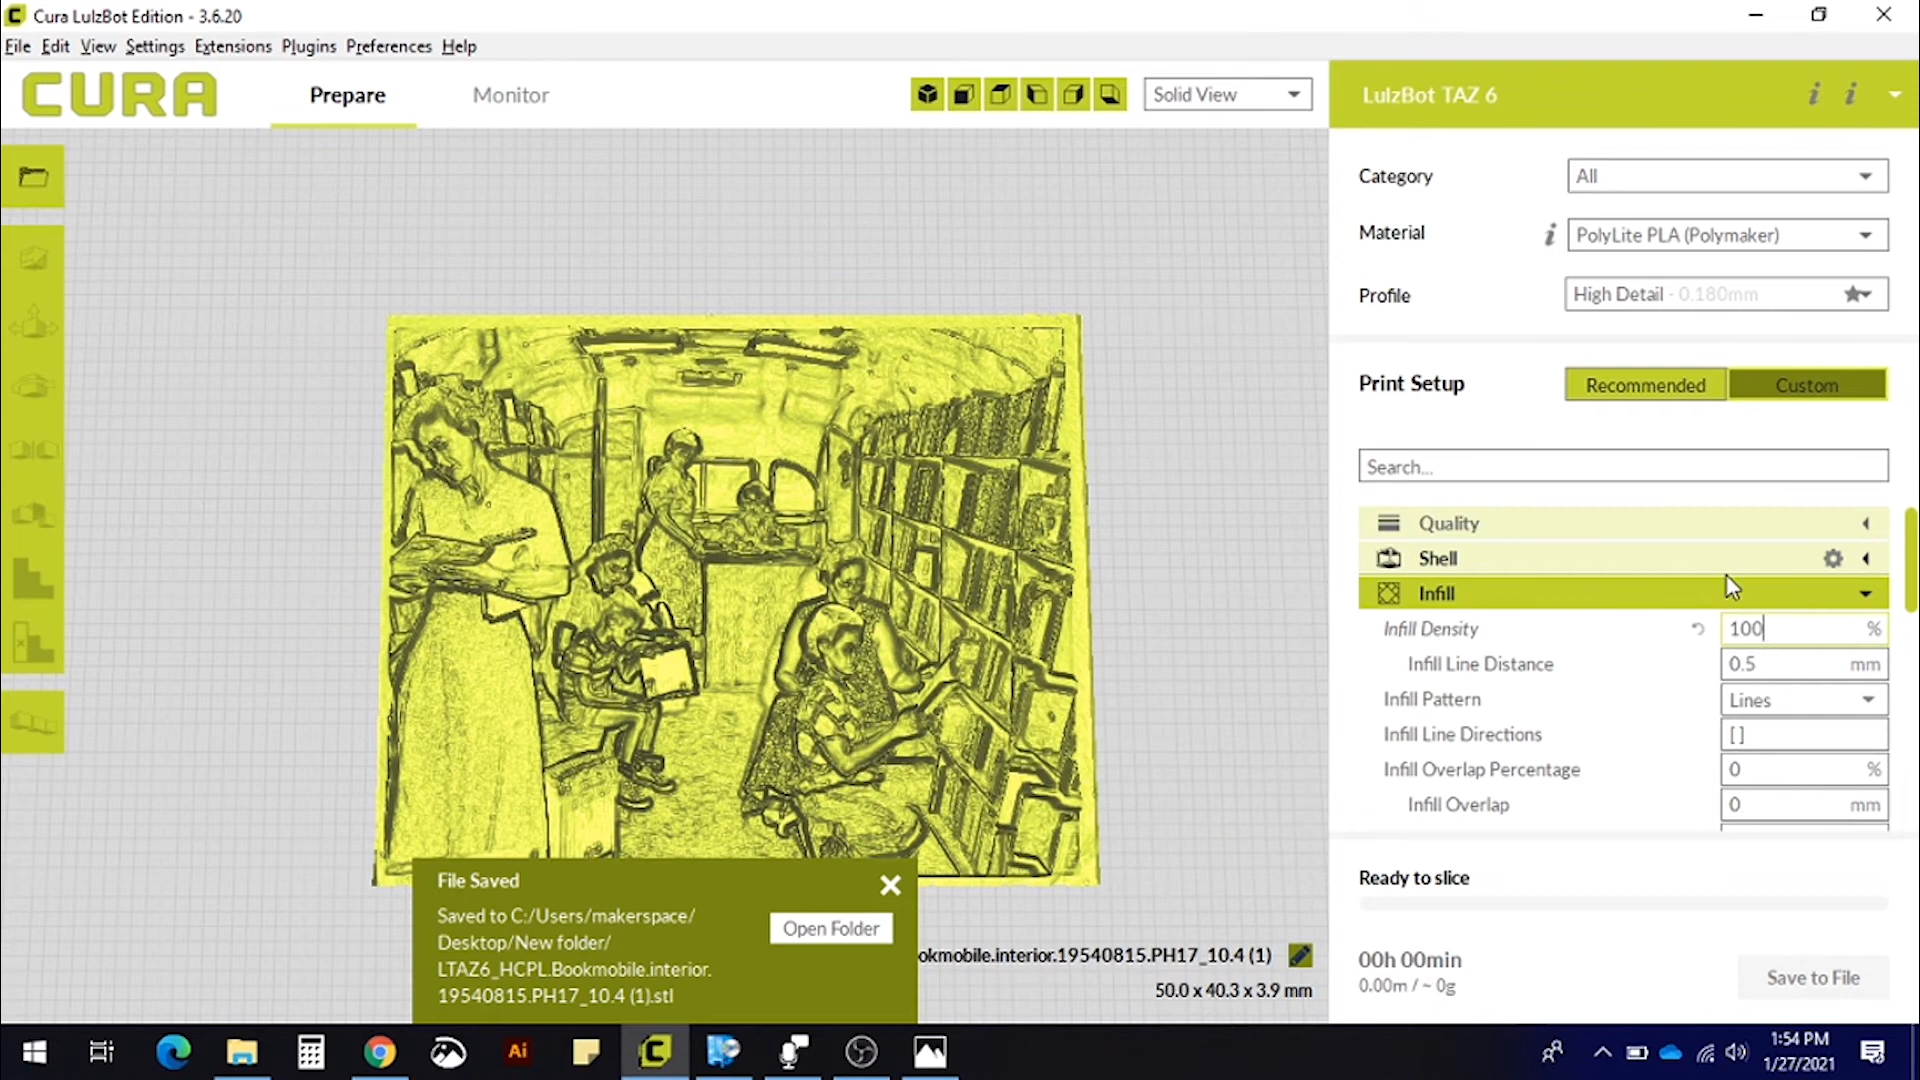 Cura LulzBot Edition - 3.6.20
File Edit View Settings Extensions Plugins Preferences Help
CURA
Prepare
Monitor
Solid View
LulzBot TAZ 6
Category
All
Material
PolyLite PLA (Polymaker)
Profile
High Detail - 0.180mm
Print Setup
Recommended
Custom
Search...
Quality
Shell
Infill
Infill Density
100 %
Infill Line Distance
0.5 mm
Infill Pattern
Lines
Infill Line Directions
[ ]
Infill Overlap Percentage
0 %
Infill Overlap
0 mm
File Saved
Saved to C:/Users/makerspace/
Desktop/New folder/
LTAZ6_HCPL.Bookmobile.interior.
19540815.PH17_10.4 (1).stl
Open Folder
okmobile.interior.19540815.PH17_10.4 (1)
50.0 x 40.3 x 3.9 mm
Ready to slice
00h 00min
0.00m / ~ 0g
Save to File
Ai
1:54 PM
1/27/2021